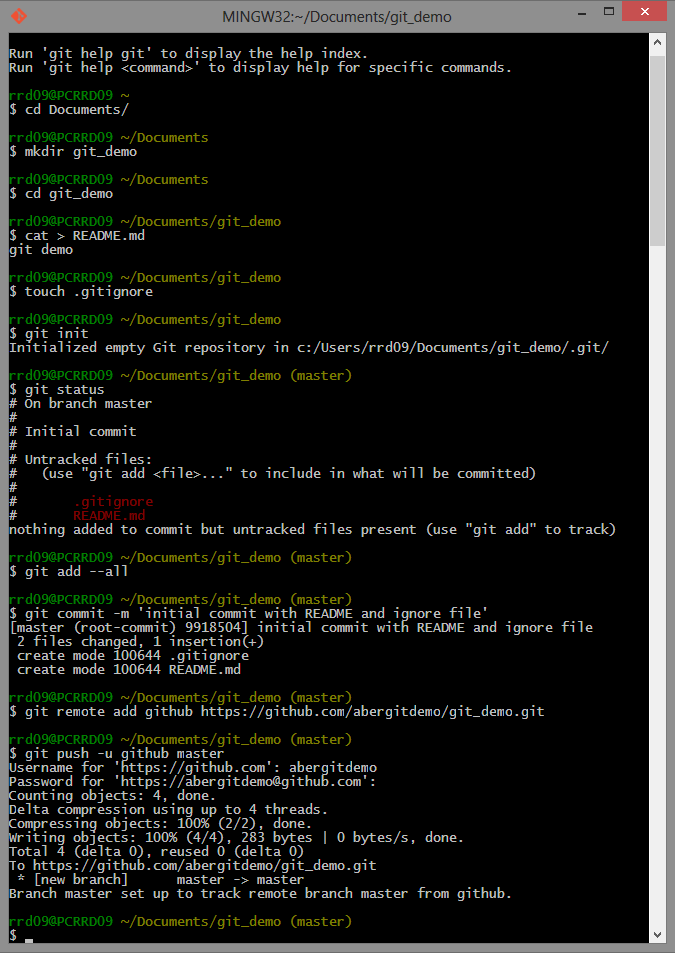 MINGW32:~/Documents/git_demo
Run 'git help git' to display the help index.
Run 'git help <command>' to display help for specific commands.
rrd09@PCRRD09 ~
$ cd Documents/
rrd09@PCRRD09 ~/Documents
$ mkdir git_demo
rrd09@PCRRD09 ~/Documents
$ cd git_demo
rrd09@PCRRD09 ~/Documents/git_demo
$ cat > README.md
git demo
rrd09@PCRRD09 ~/Documents/git_demo
$ touch .gitignore
rrd09@PCRRD09 ~/Documents/git_demo
$ git init
Initialized empty Git repository in c:/Users/rrd09/Documents/git_demo/.git/
rrd09@PCRRD09 ~/Documents/git_demo (master)
$ git status
# On branch master
#
# Initial commit
#
# Untracked files:
#   (use "git add <file>..." to include in what will be committed)
#
#       .gitignore
#       README.md
nothing added to commit but untracked files present (use "git add" to track)
rrd09@PCRRD09 ~/Documents/git_demo (master)
$ git add --all
rrd09@PCRRD09 ~/Documents/git_demo (master)
$ git commit -m 'initial commit with README and ignore file'
[master (root-commit) 9918504] initial commit with README and ignore file
 2 files changed, 1 insertion(+)
 create mode 100644 .gitignore
 create mode 100644 README.md
rrd09@PCRRD09 ~/Documents/git_demo (master)
$ git remote add github https://github.com/abergitdemo/git_demo.git
rrd09@PCRRD09 ~/Documents/git_demo (master)
$ git push -u github master
Username for 'https://github.com': abergitdemo
Password for 'https://abergitdemo@github.com':
Counting objects: 4, done.
Delta compression using up to 4 threads.
Compressing objects: 100% (2/2), done.
Writing objects: 100% (4/4), 283 bytes | 0 bytes/s, done.
Total 4 (delta 0), reused 0 (delta 0)
To https://github.com/abergitdemo/git_demo.git
 * [new branch]      master -> master
Branch master set up to track remote branch master from github.
rrd09@PCRRD09 ~/Documents/git_demo (master)
$